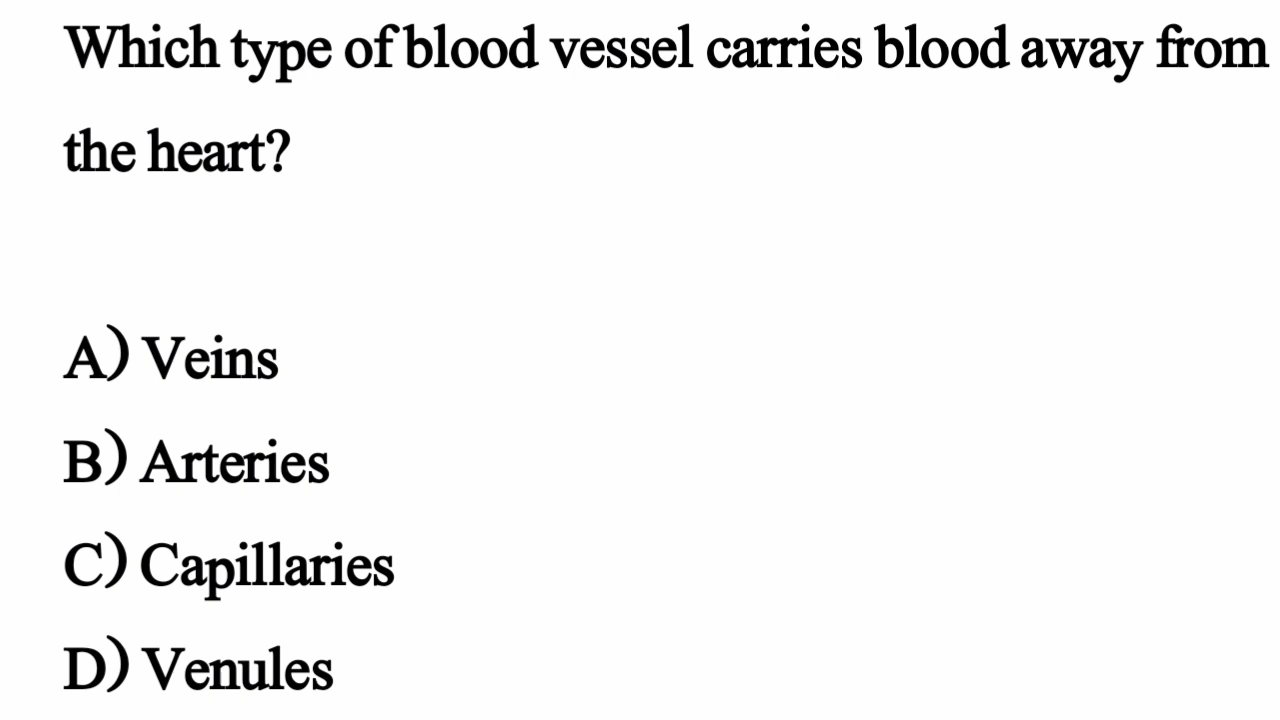 Which type of blood vessel carries blood away from
the heart?
A) Veins
B) Arteries
C) Capillaries
D) Venules